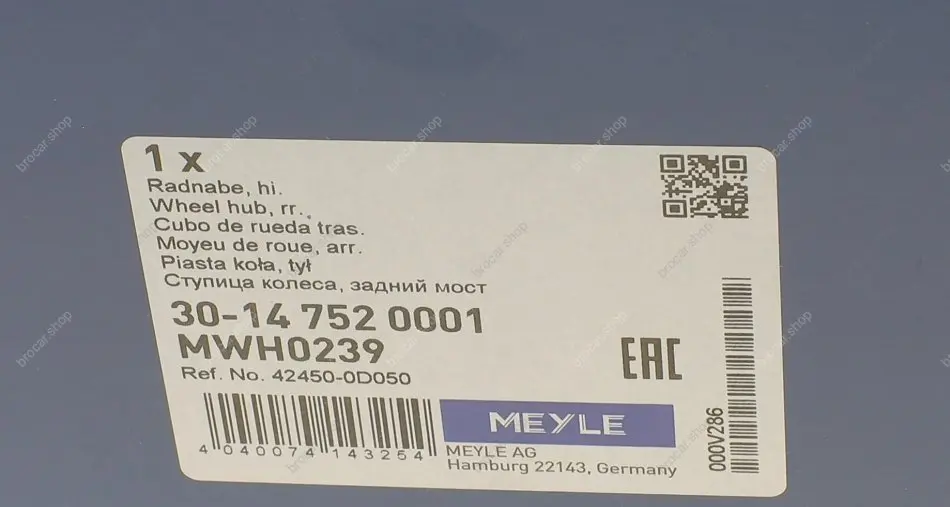 1 x
Radnabe, hi.
Wheel hub, rr.
Cubo de rueda tras.
Moyeu de roue, arr.
Piasta koła, tył
Ступица колеса, задний мост
30-14 752 0001
MWH0239
Ref. No. 42450-0D050
EAC
4 040074 143254
MEYLE
MEYLE AG
Hamburg 22143, Germany
000V286
brocar.shop